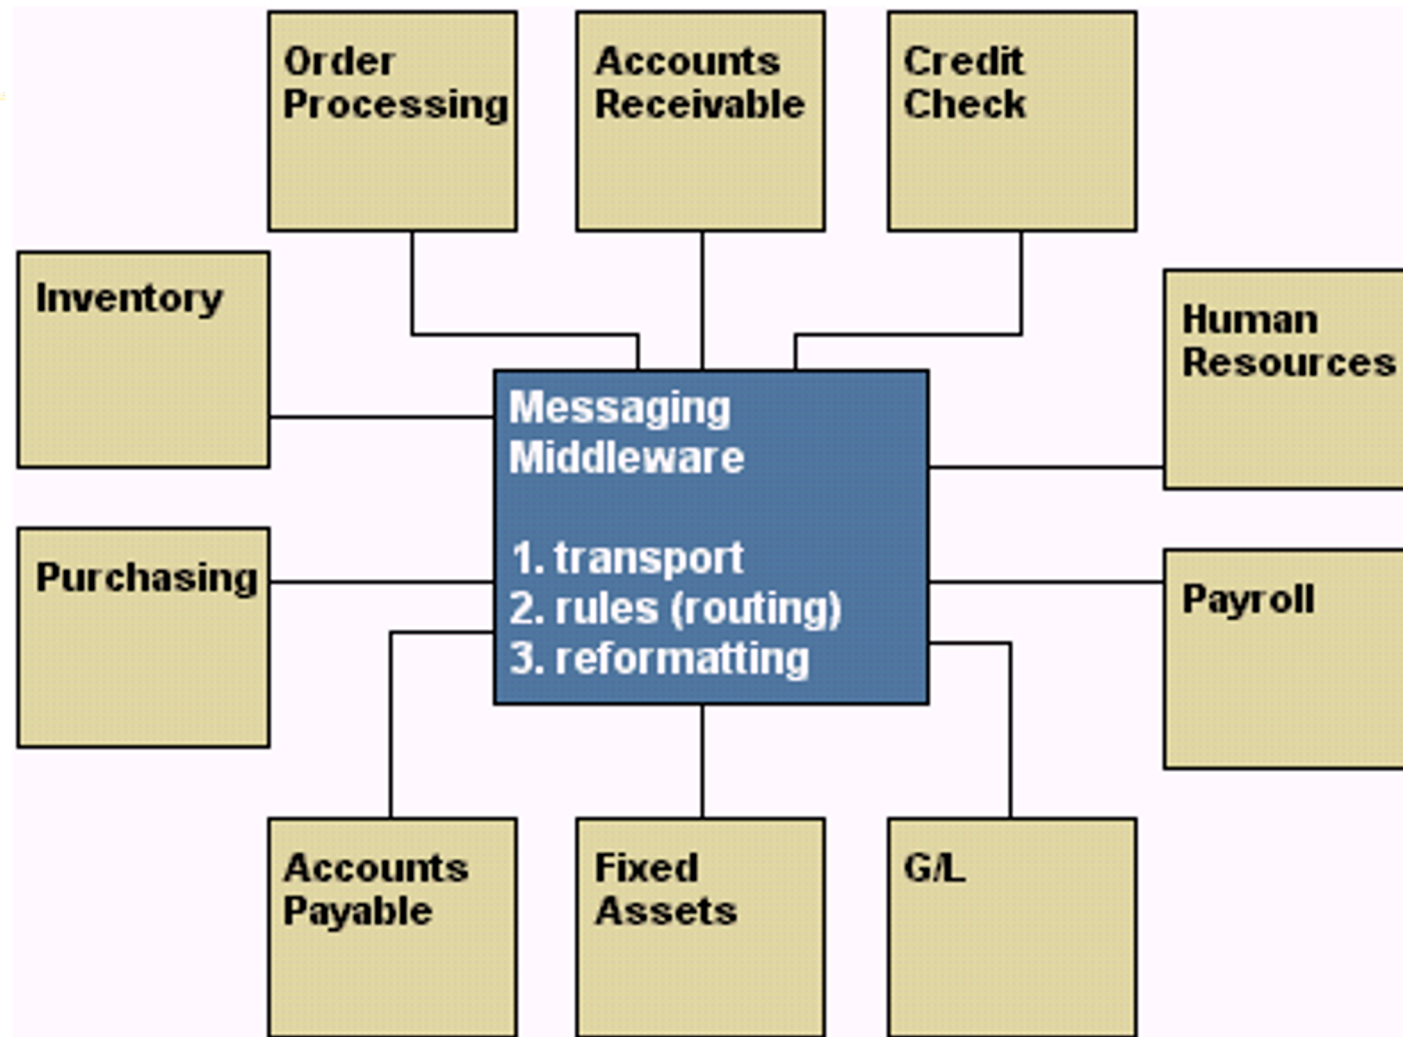 Order
Processing
Accounts
Receivable
Credit
Check
Inventory
Human
Resources
Messaging
Middleware
1. transport
2. rules (routing)
3. reformatting
Purchasing
Payroll
Accounts
Payable
Fixed
Assets
G/L